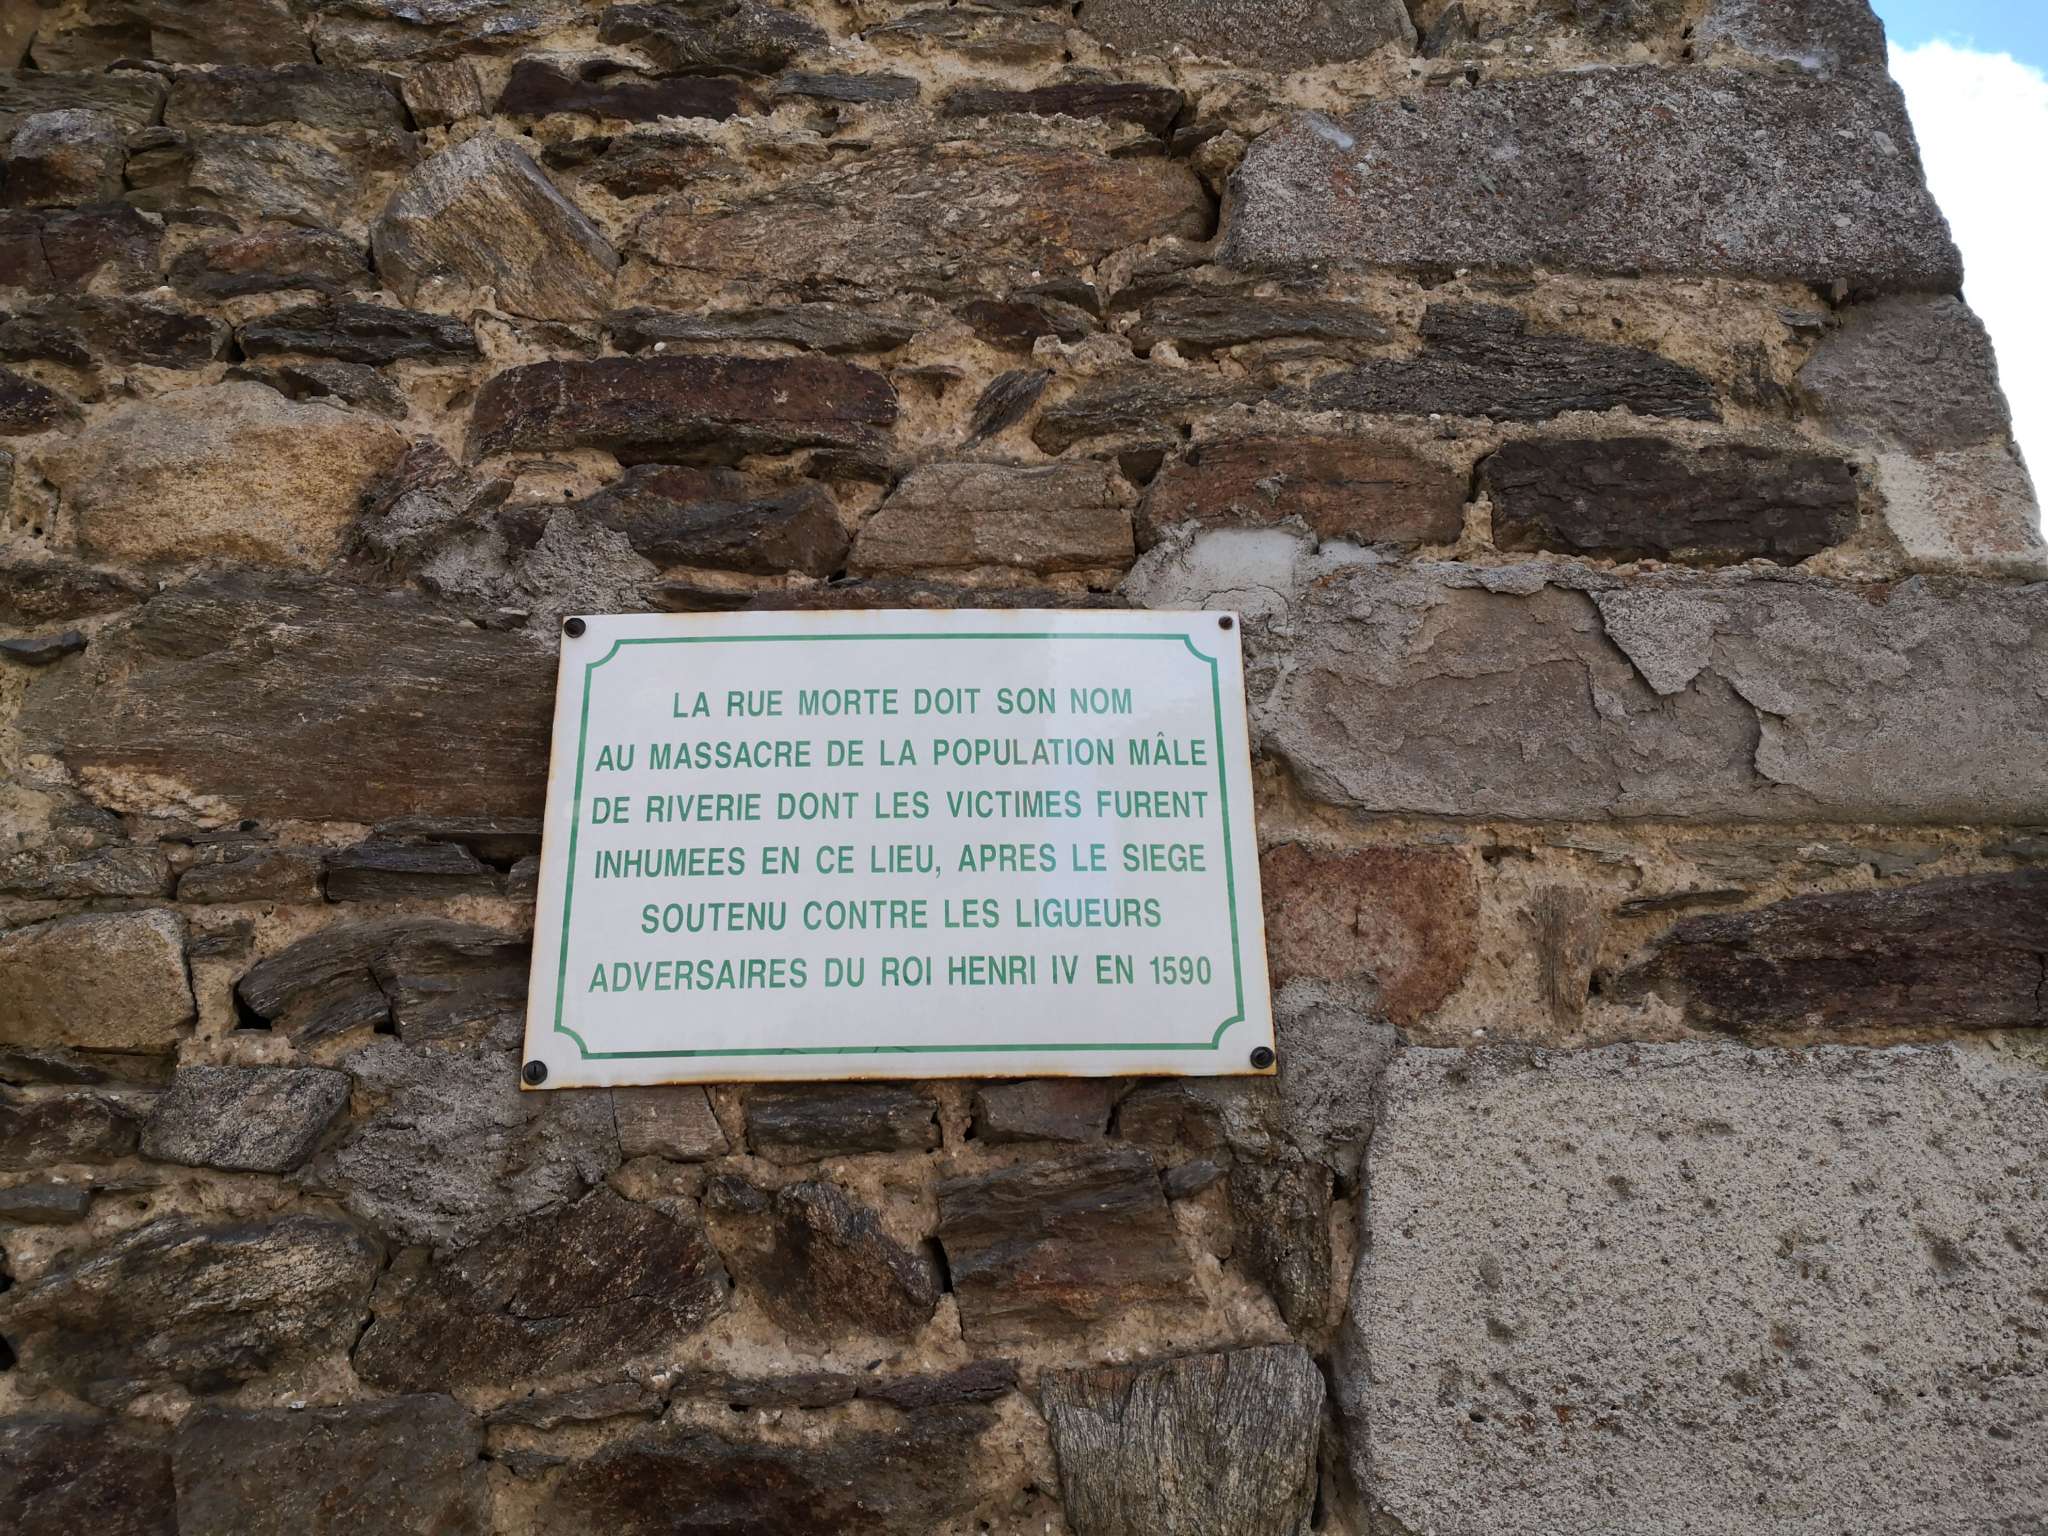 LA RUE MORTE DOIT SON NOM
AU MASSACRE DE LA POPULATION MÂLE
DE RIVERIE DONT LES VICTIMES FURENT
INHUMEES EN CE LIEU, APRES LE SIEGE
SOUTENU CONTRE LES LIGUEURS
ADVERSAIRES DU ROI HENRI IV EN 1590